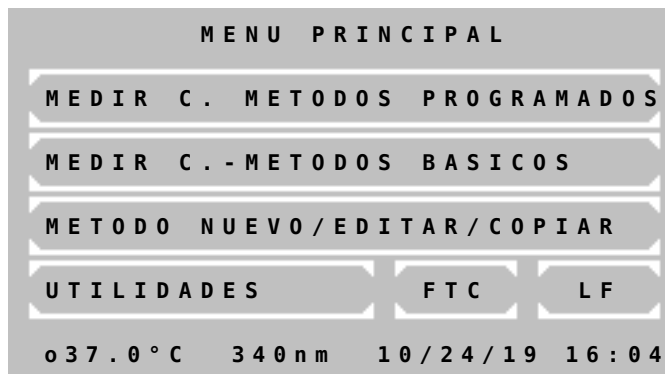 MENU PRINCIPAL
MEDIR C. METODOS PROGRAMADOS
MEDIR C.-METODOS BASICOS
METODO NUEVO/EDITAR/COPIAR
UTILIDADES FTC LF
o37.0°C 340nm 10/24/19 16:04